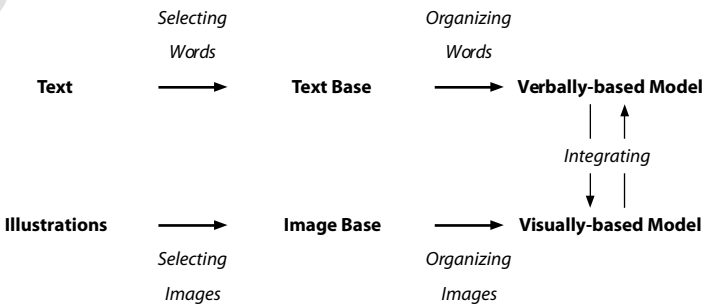 Selecting
Words
Organizing
Words
Text
Text Base
Verbally-based Model
Integrating
Illustrations
Image Base
Visually-based Model
Selecting
Images
Organizing
Images